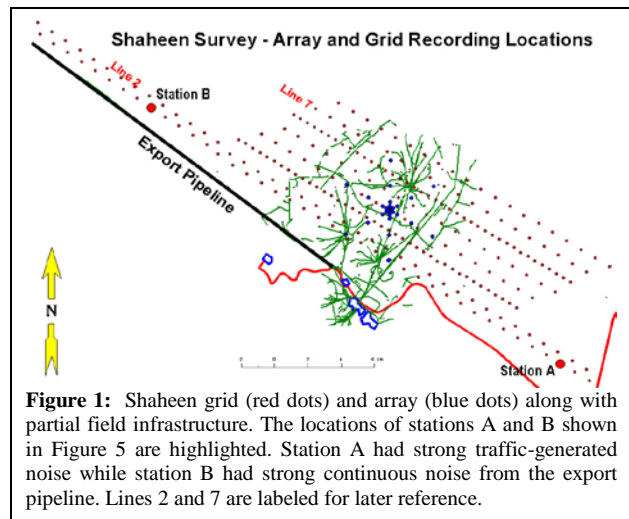 Shaheen Survey - Array and Grid Recording Locations
Line 2
Station B
Line 7
Export Pipeline
N
Station A
Figure 1: Shaheen grid (red dots) and array (blue dots) along with
partial field infrastructure. The locations of stations A and B shown
in Figure 5 are highlighted. Station A had strong traffic-generated
noise while station B had strong continuous noise from the export
pipeline. Lines 2 and 7 are labeled for later reference.